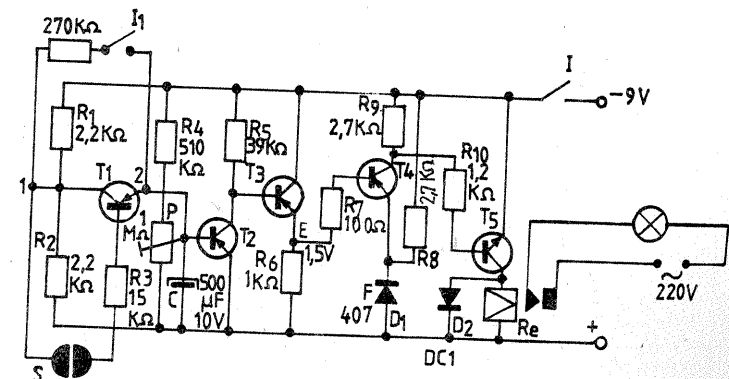 270KΩ
I1
I
-9V
R1
2,2KΩ
R4
510
KΩ
R5
39KΩ
R9
2,7KΩ
R10
1,2
KΩ
T1
2
1
T3
T4
2,7KΩ
T5
R2
2,2
KΩ
1
MΩ
P
T2
R7
100Ω
E
1,5V
R8
R3
15
KΩ
C
500
µF
10V
R6
1KΩ
F
407
D1
D2
Re
~
220V
+
S
DC1